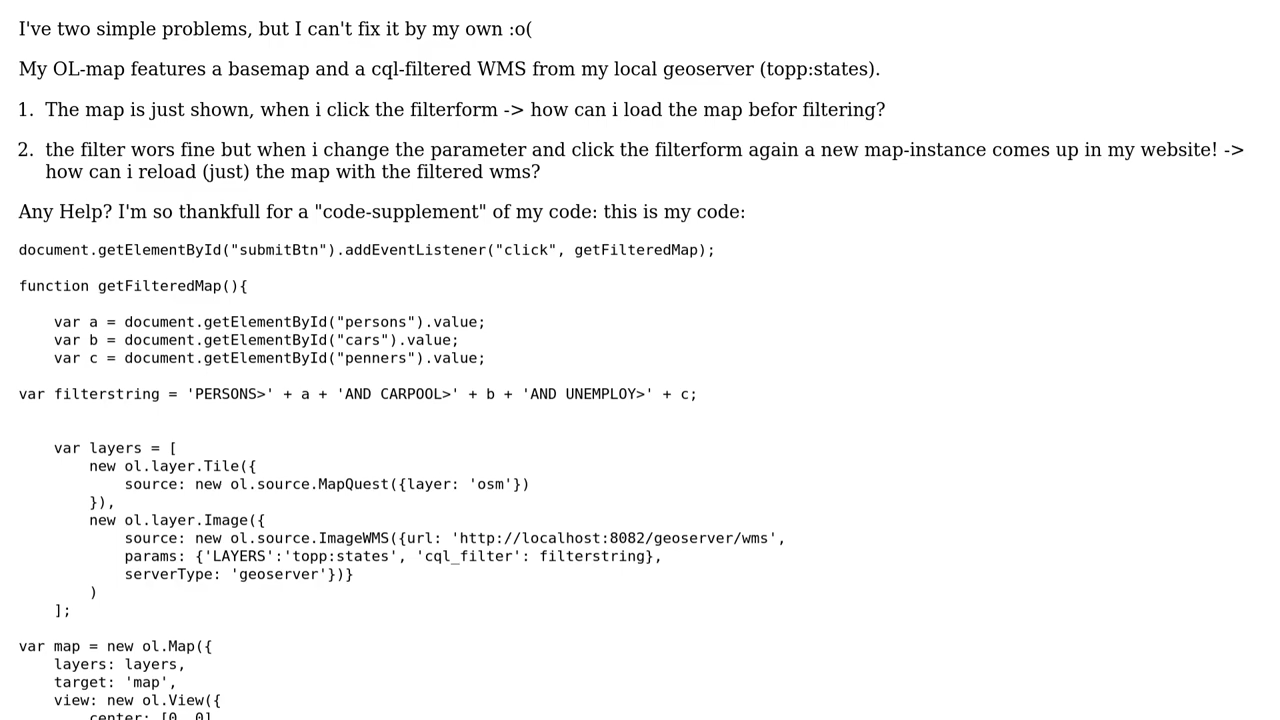 I've two simple problems, but I can't fix it by my own :o(
My OL-map features a basemap and a cql-filtered WMS from my local geoserver (topp:states).
1. The map is just shown, when i click the filterform -> how can i load the map befor filtering?
2. the filter wors fine but when i change the parameter and click the filterform again a new map-instance comes up in my website! ->
how can i reload (just) the map with the filtered wms?
Any Help? I'm so thankfull for a "code-supplement" of my code: this is my code:
document.getElementById("submitBtn").addEventListener("click", getFilteredMap);
function getFilteredMap(){
    var a = document.getElementById("persons").value;
    var b = document.getElementById("cars").value;
    var c = document.getElementById("penners").value;
var filterstring = 'PERSONS>' + a + 'AND CARPOOL>' + b + 'AND UNEMPLOY>' + c;
    var layers = [
        new ol.layer.Tile({
            source: new ol.source.MapQuest({layer: 'osm'})
        }),
        new ol.layer.Image({
            source: new ol.source.ImageWMS({url: 'http://localhost:8082/geoserver/wms',
            params: {'LAYERS':'topp:states', 'cql_filter': filterstring},
            serverType: 'geoserver'})}
        )
    ];
var map = new ol.Map({
    layers: layers,
    target: 'map',
    view: new ol.View({
        center: [0, 0]